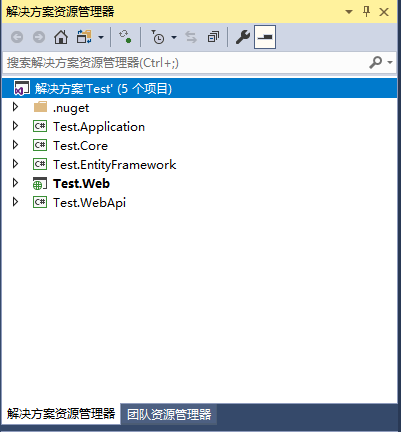 解决方案资源管理器
搜索解决方案资源管理器(Ctrl+;)
解决方案'Test' (5 个项目)
.nuget
C# Test.Application
C# Test.Core
C# Test.EntityFramework
Test.Web
C# Test.WebApi
解决方案资源管理器 团队资源管理器